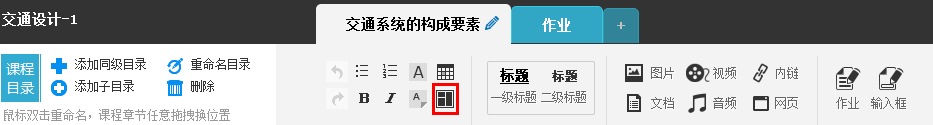 交通设计-1
交通系统的构成要素
作业
+
课程
目录
添加同级目录
重命名目录
添加子目录
删除
鼠标双击重命名，课程章节任意拖拽换位置
A
B I A
标题
标题
一级标题
二级标题
图片
视频
内链
文档
音频
网页
作业
输入框